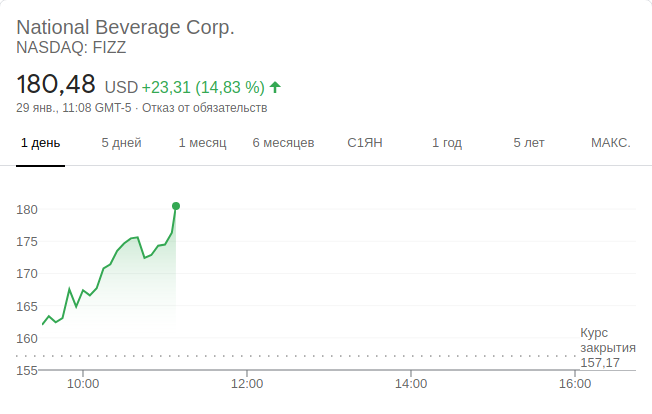 National Beverage Corp.
NASDAQ: FIZZ
180,48 USD +23,31 (14,83 %)
29 янв., 11:08 GMT-5 · Отказ от обязательств
1 день 5 дней 1 месяц 6 месяцев С1ЯН 1 год 5 лет МАКС.
180
175
170
165
160
Курс
закрытия
157,17
155
10:00 12:00 14:00 16:00